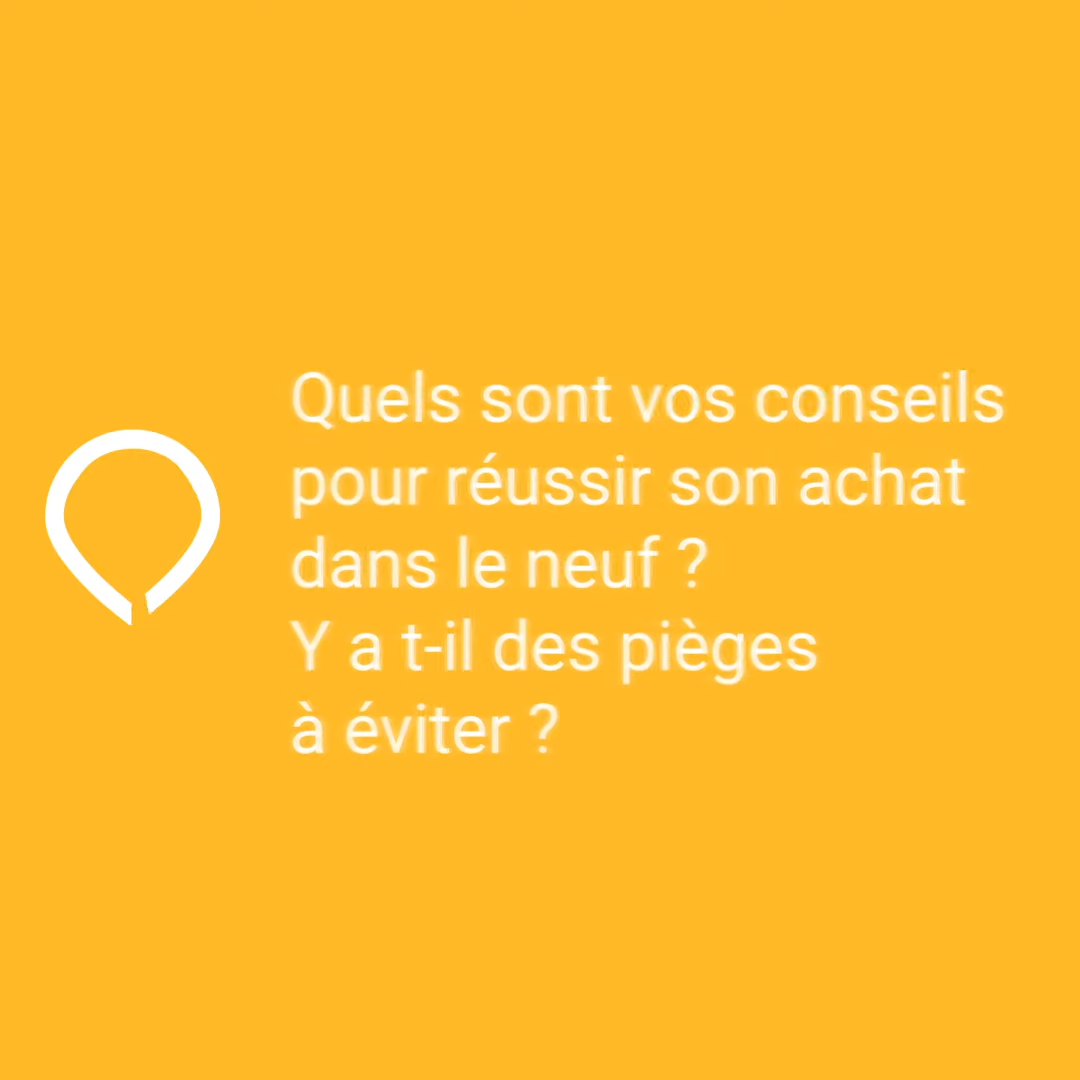 Quels sont vos conseils
pour réussir son achat
dans le neuf ?
Y a t-il des pièges
à éviter ?